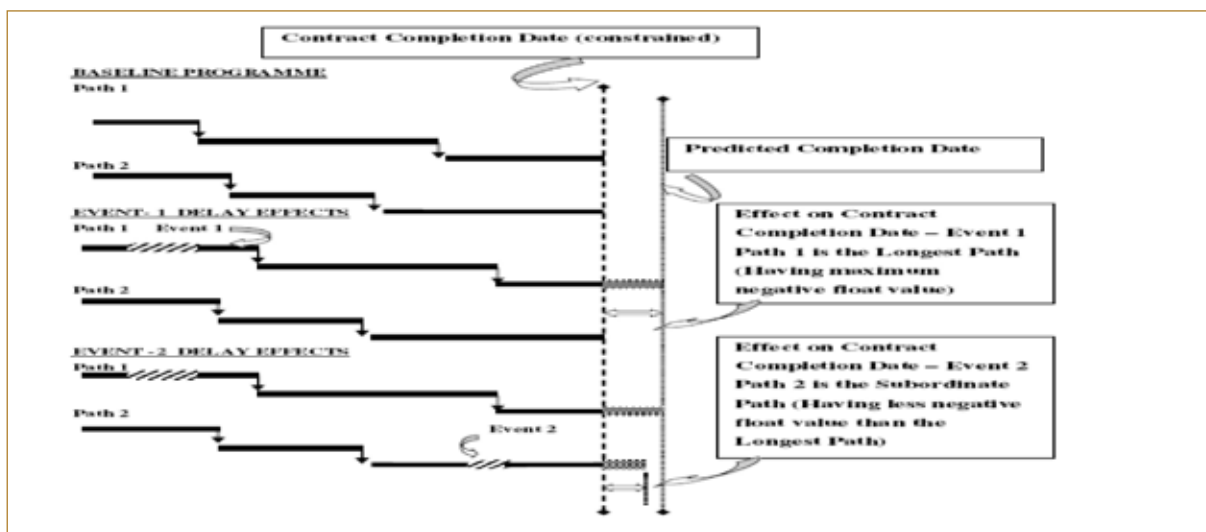 Contract Completion Date (constrained)
BASELINE PROGRAMME
Path 1
Path 2
Predicted Completion Date
EVENT- 1 DELAY EFFECTS
Path 1 Event 1
Effect on Contract
Completion Date – Event 1
Path 1 is the Longest Path
(Having maximum
negative float value)
Path 2
EVENT -2 DELAY EFFECTS
Path 1
Path 2
Event 2
Effect on Contract
Completion Date – Event 2
Path 2 is the Subordinate
Path (Having less negative
float value than the
Longest Path)